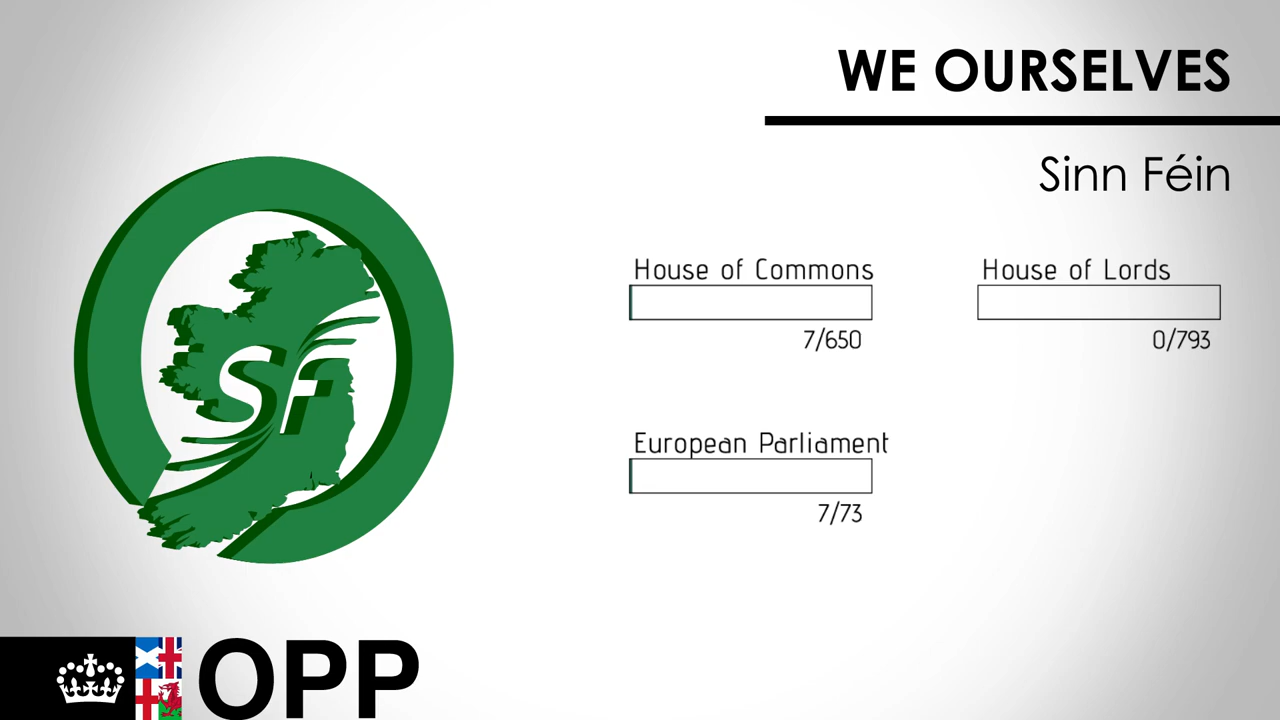 WE OURSELVES
Sinn Féin
House of Commons
7/650
House of Lords
0/793
European Parliament
7/73
SF
OPP